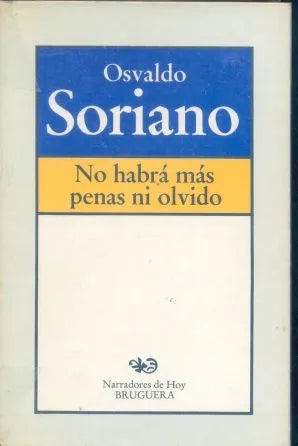 Osvaldo
Soriano
No habrá más
penas ni olvido
Narradores de Hoy
BRUGUERA